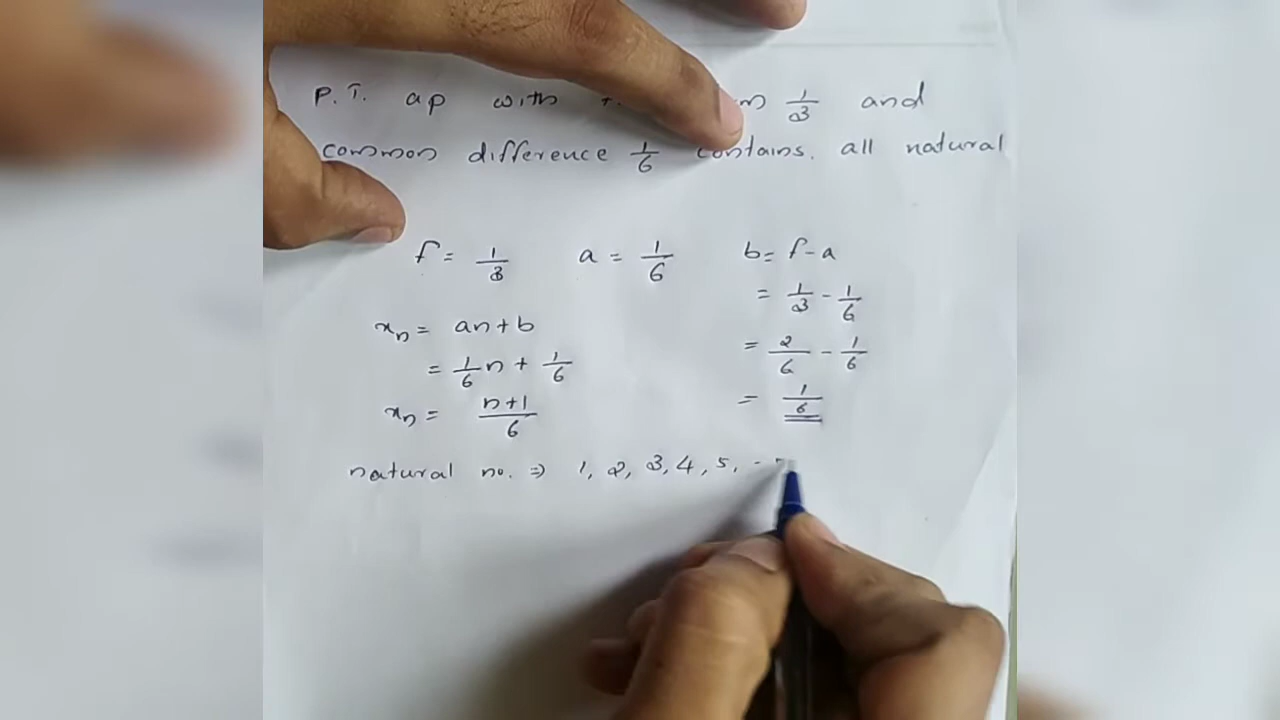 P.T. ap with 1/3 and
common difference 1/6 contains. all natural
f = 1/3 a = 1/6 b = f-a
= 1/3 - 1/6
xn = an+b
= 2/6 - 1/6
= 1/6 n + 1/6
= 1/6
xn = n+1/6
natural no. ⇒ 1, 2, 3, 4, 5, -